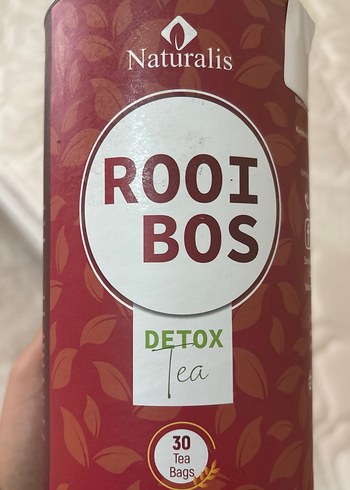 Naturalis
ROOI
BOS
DETOX
Tea
30
Tea
Bags